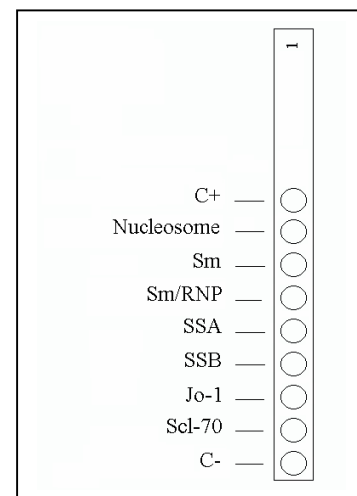 1
C+
Nucleosome
Sm
Sm/RNP
SSA
SSB
Jo-1
Scl-70
C-